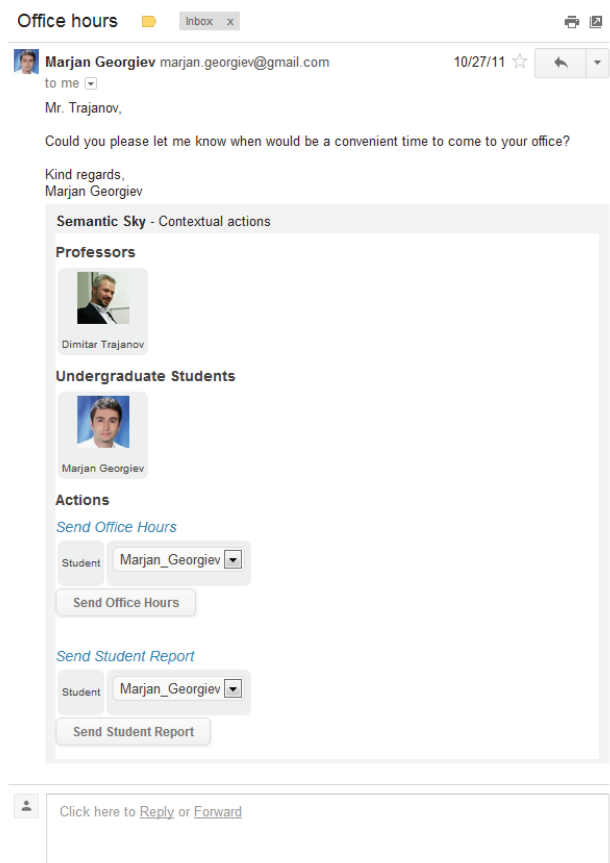 Office hours Inbox x
Marjan Georgiev marjan.georgiev@gmail.com 10/27/11
to me
Mr. Trajanov,
Could you please let me know when would be a convenient time to come to your office?
Kind regards,
Marjan Georgiev
Semantic Sky - Contextual actions
Professors
Dimitar Trajanov
Undergraduate Students
Marjan Georgiev
Actions
Send Office Hours
Student Marjan_Georgiev
Send Office Hours
Send Student Report
Student Marjan_Georgiev
Send Student Report
Click here to Reply or Forward